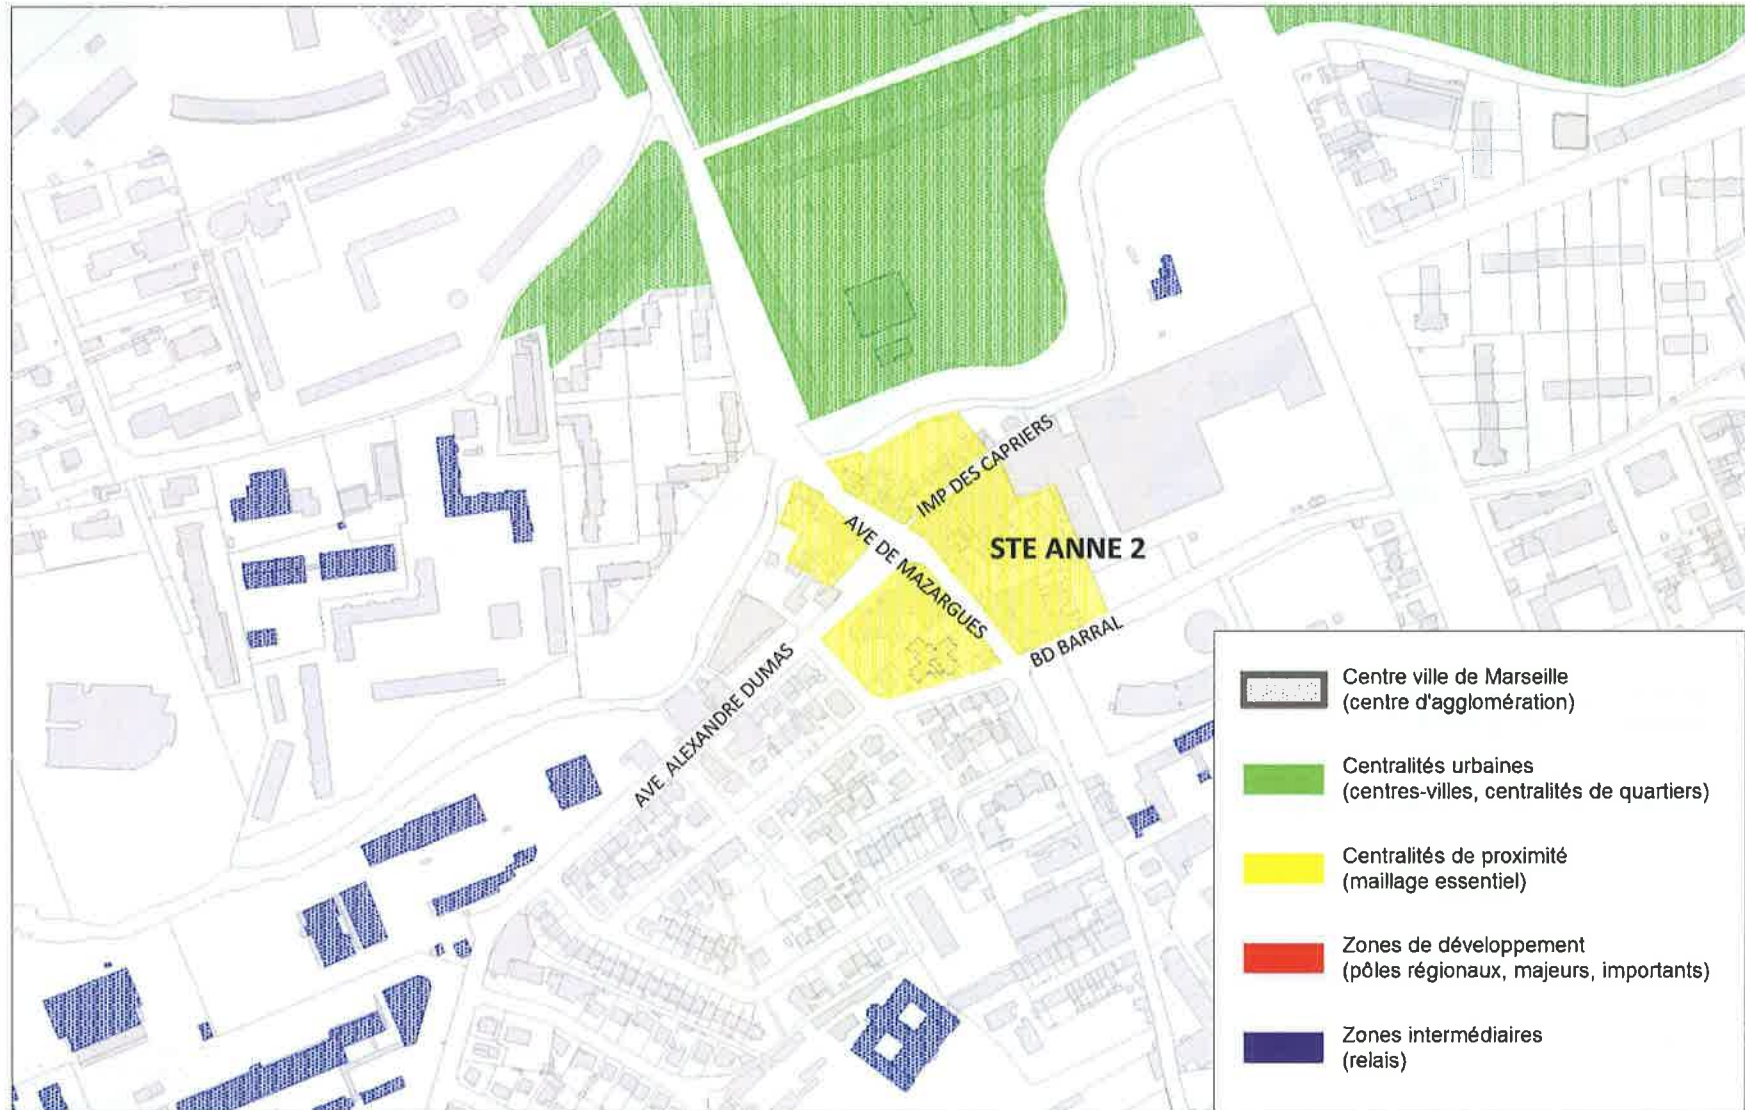 IMP DES CAPRIERS
AVE DE MAZARGUES
STE ANNE 2
BD BARRAL
AVE ALEXANDRE DUMAS
Centre ville de Marseille
(centre d'agglomération)
Centralités urbaines
(centres-villes, centralités de quartiers)
Centralités de proximité
(maillage essentiel)
Zones de développement
(pôles régionaux, majeurs, importants)
Zones intermédiaires
(relais)